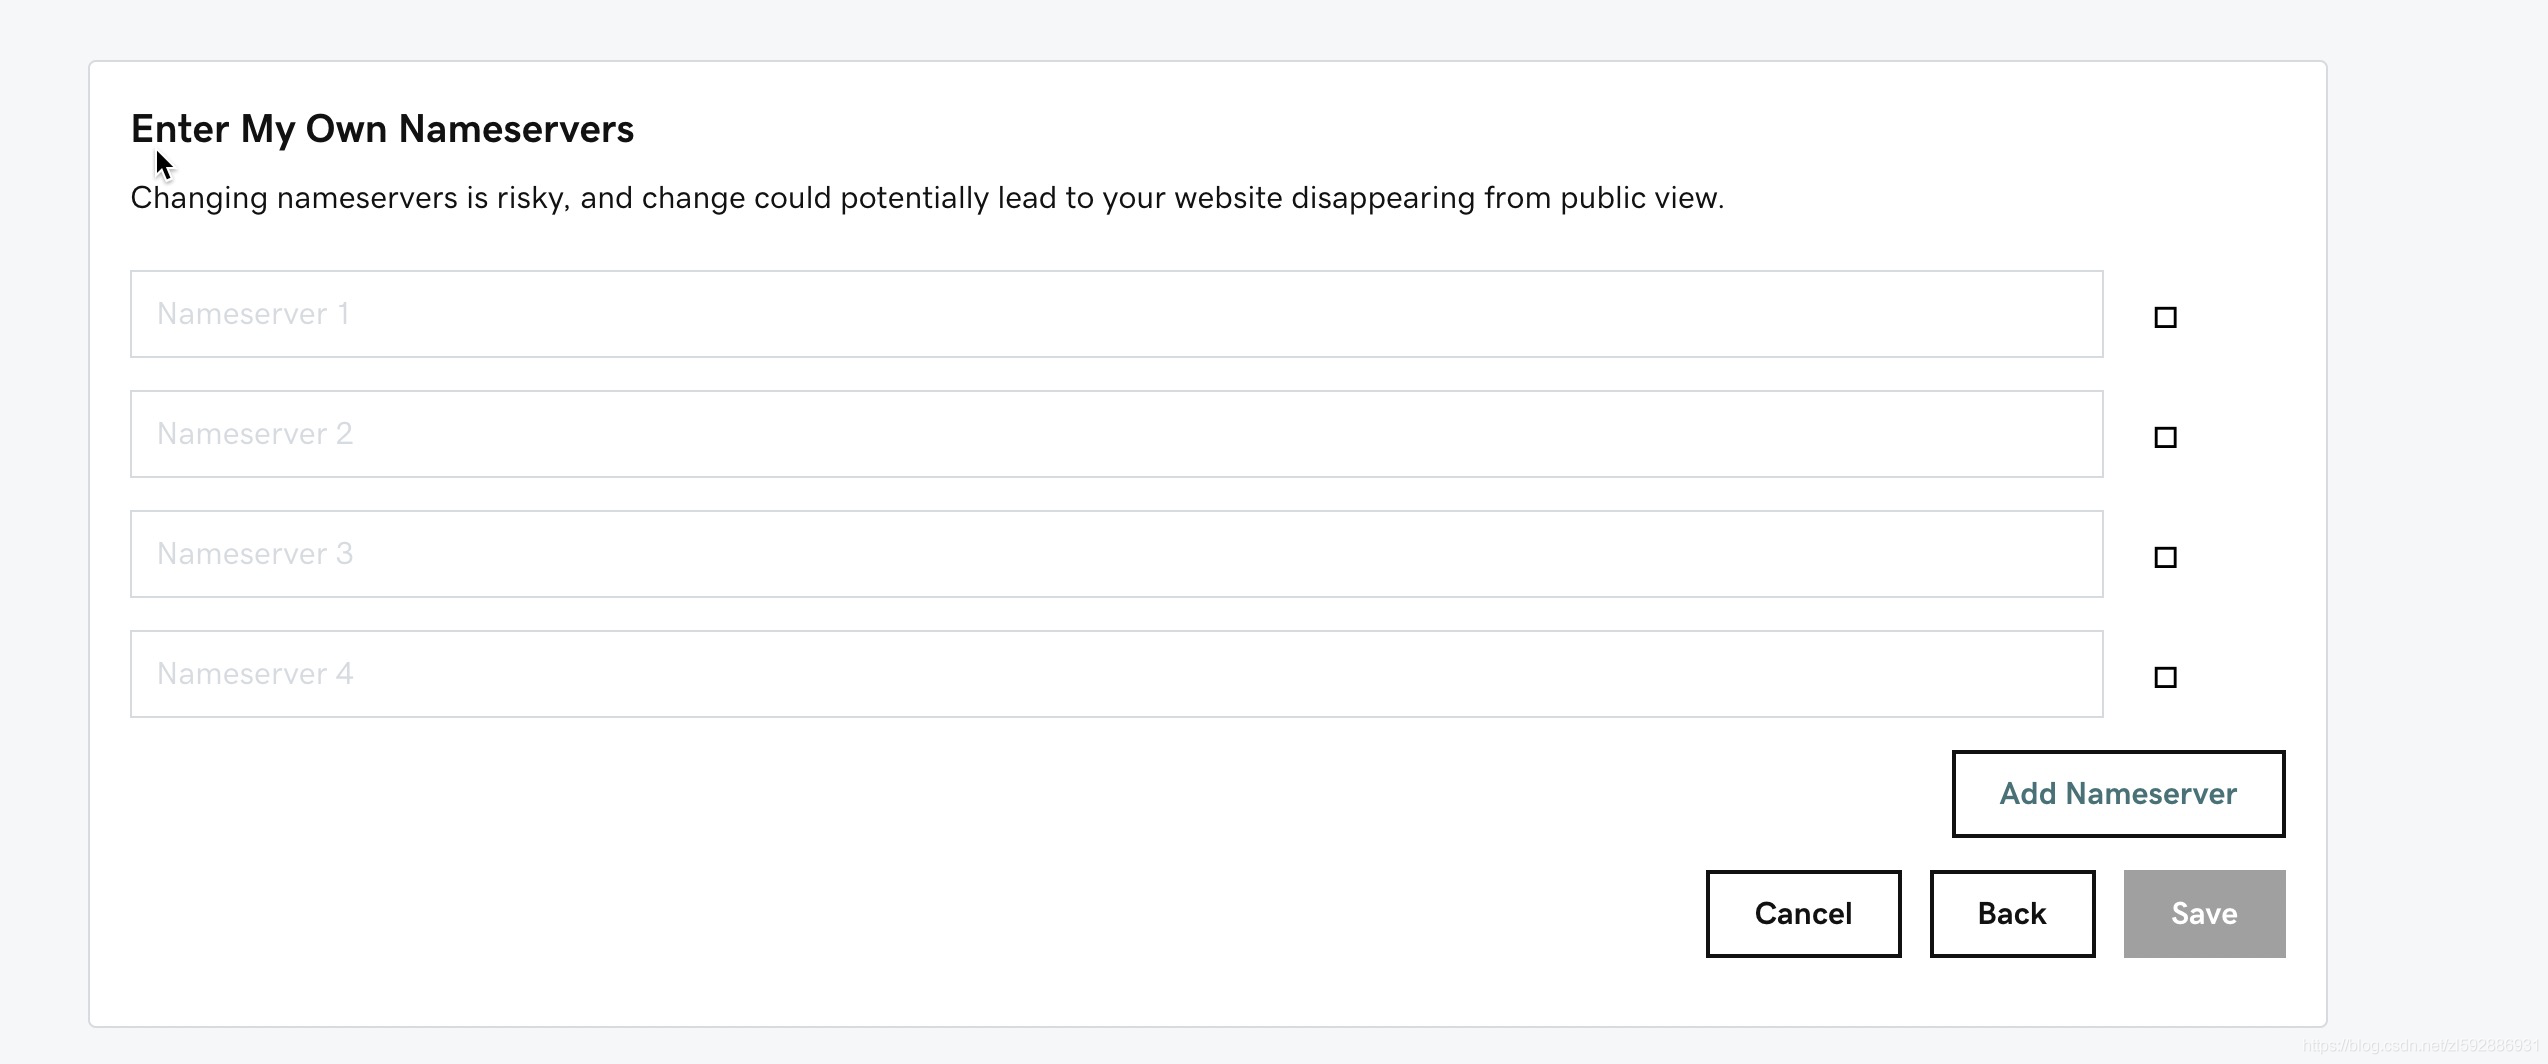 Enter My Own Nameservers
Changing nameservers is risky, and change could potentially lead to your website disappearing from public view.
Nameserver 1
Nameserver 2
Nameserver 3
Nameserver 4
Add Nameserver
Cancel Back Save
https://blog.csdn.net/zl592886931